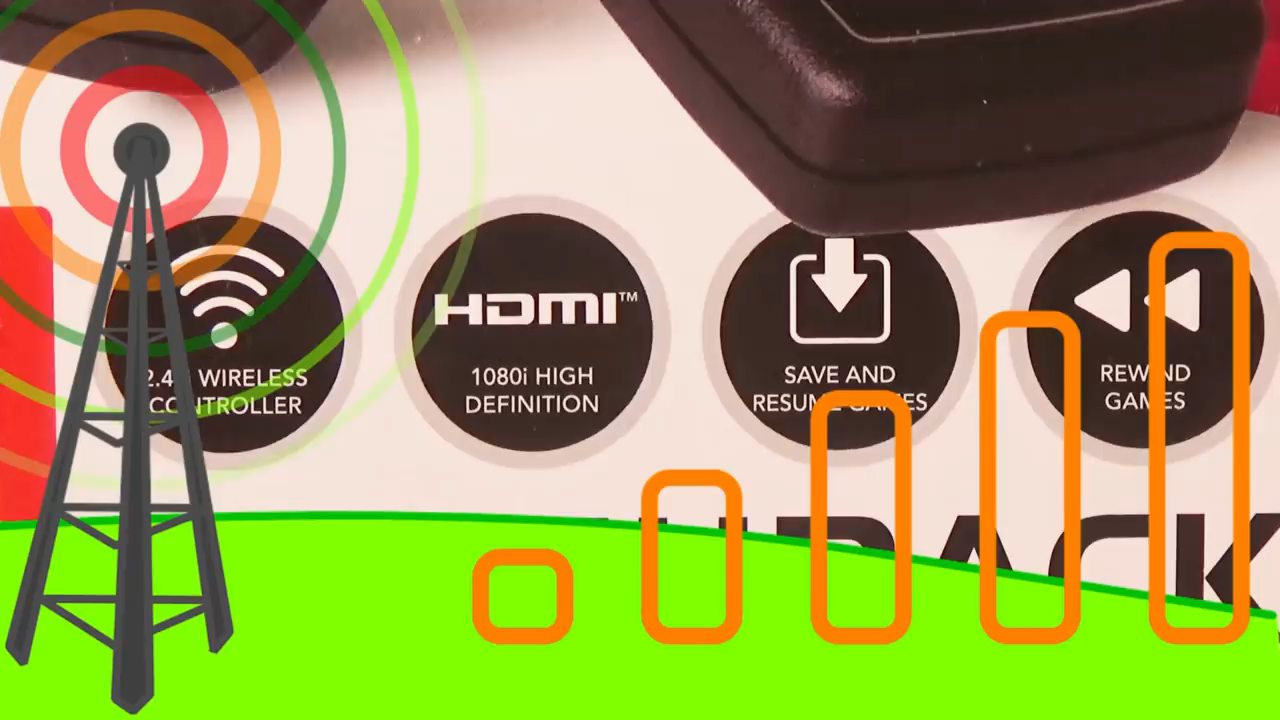 WIRELESS
CONTROLLER
HDMI™
1080i HIGH
DEFINITION
SAVE AND
RESUME GAMES
REWIND
GAMES